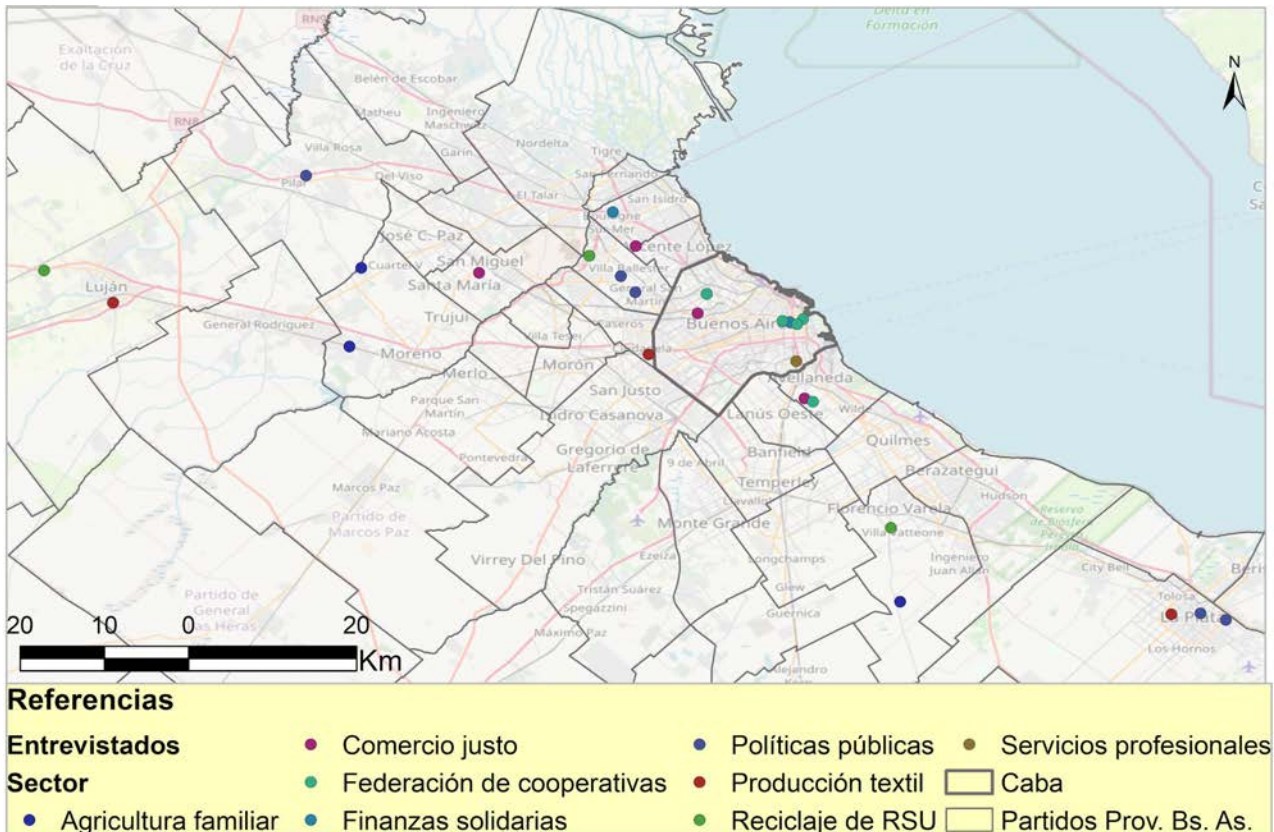 Delta en
Formación
Exaltación
de la Cruz
RN9
N
Belén de Escobar
Matheu
Ingeniero
Maschwitz
RN8
Nordelta
Tigre
Villa Rosa
Garín
San Fernando
Pilar
Del Viso
El Talar
San Isidro
Boulogne
Sur Mer
José C. Paz
Vicente López
Cuartel V
San Miguel
Villa Ballester
Luján
Santa María
General San
Martín
Trujui
General Rodríguez
Caseros
Buenos Aires
Villa Tesei
Moreno
Morón
Merlo
Avellaneda
San Justo
Parque San
Martín
Isidro Casanova
Lanús Oeste
Wilde
Mariano Acosta
Quilmes
Pontevedra
Gregorio de
Laferrere
9 de Abril
Banfield
Berazategui
Temperley
Marcos Paz
Llavallol
Hudson
Partido de
Marcos Paz
Monte Grande
Florencio Varela
Reserva
de Biosfera
Villa Vatteone
Virrey Del Pino
Ezeiza
Longchamps
Ingeniero
Juan Allan
City Bell
Partido de
General
Las Heras
Tristán Suárez
Glew
Tolosa
Spegazzini
Guernica
La Plata
Máximo Paz
Los Hornos
Alejandro
20 10 0 20
Km
Referencias
Entrevistados
Sector
Agricultura familiar
Comercio justo
Federación de cooperativas
Finanzas solidarias
Políticas públicas
Producción textil
Reciclaje de RSU
Servicios profesionales
Caba
Partidos Prov. Bs. As.